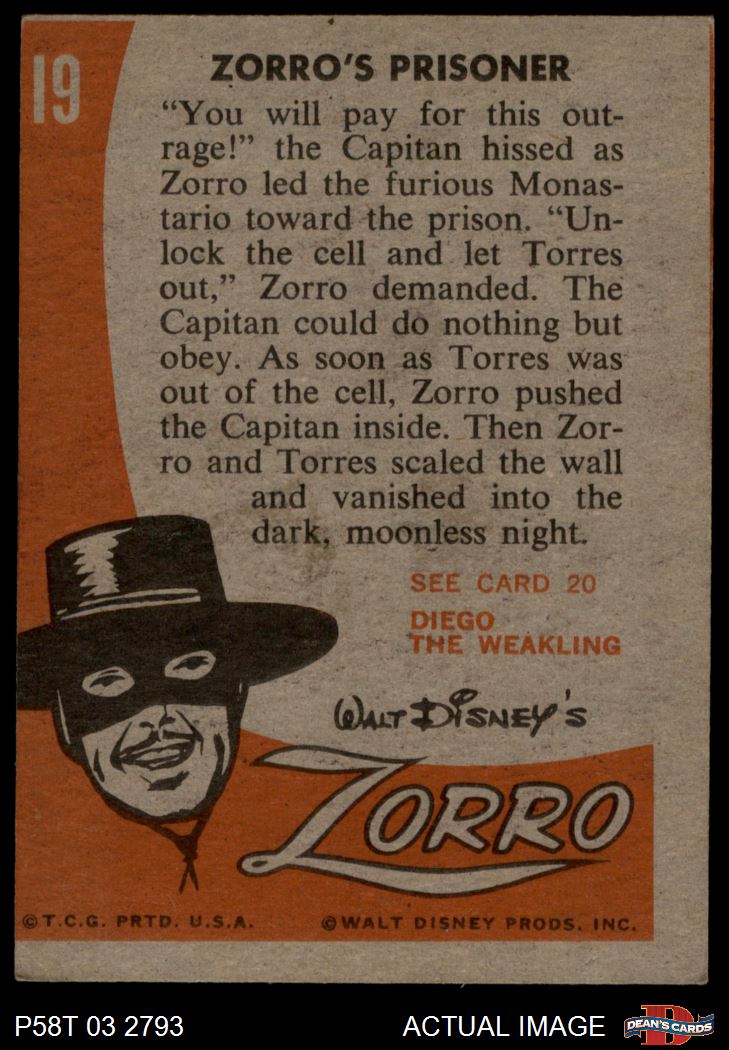 19
ZORRO'S PRISONER
“You will pay for this out-
rage!” the Capitan hissed as
Zorro led the furious Monas-
tario toward the prison. “Un-
lock the cell and let Torres
out,” Zorro demanded. The
Capitan could do nothing but
obey. As soon as Torres was
out of the cell, Zorro pushed
the Capitan inside. Then Zor-
ro and Torres scaled the wall
and vanished into the
dark, moonless night.
SEE CARD 20
DIEGO
THE WEAKLING
WALT DISNEY'S
ZORRO
©T.C.G. PRTD. U.S.A.
©WALT DISNEY PRODS. INC.
P58T 03 2793
ACTUAL IMAGE
D
DEAN'S CARDS